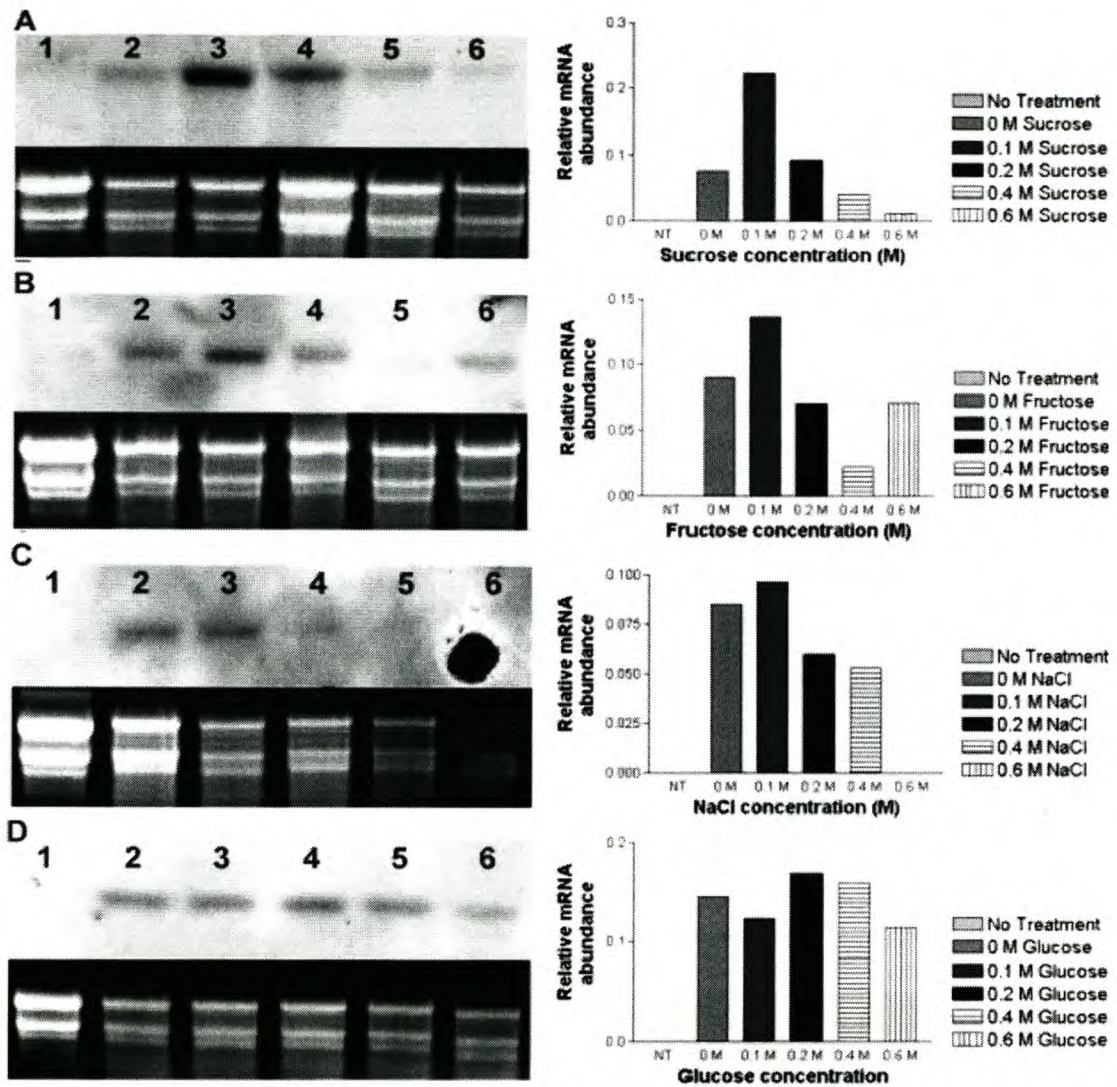 A
1 2 3 4 5 6
Relative mRNA
abundance
0.3
0.2
0.1
0.0
NT 0 M 0.1 M 0.2 M 0.4 M 0.6 M
Sucrose concentration (M)
No Treatment
0 M Sucrose
0.1 M Sucrose
0.2 M Sucrose
0.4 M Sucrose
0.6 M Sucrose
B
1 2 3 4 5 6
Relative mRNA
abundance
0.15
0.10
0.05
0.00
NT 0 M 0.1 M 0.2 M 0.4 M 0.6 M
Fructose concentration (M)
No Treatment
0 M Fructose
0.1 M Fructose
0.2 M Fructose
0.4 M Fructose
0.6 M Fructose
C
1 2 3 4 5 6
Relative mRNA
abundance
0.100
0.075
0.050
0.025
0.000
NT 0 M 0.1 M 0.2 M 0.4 M 0.6 M
NaCl concentration (M)
No Treatment
0 M NaCl
0.1 M NaCl
0.2 M NaCl
0.4 M NaCl
0.6 M NaCl
D
1 2 3 4 5 6
Relative mRNA
abundance
0.2
0.1
0.0
NT 0 M 0.1 M 0.2 M 0.4 M 0.6 M
Glucose concentration
No Treatment
0 M Glucose
0.1 M Glucose
0.2 M Glucose
0.4 M Glucose
0.6 M Glucose